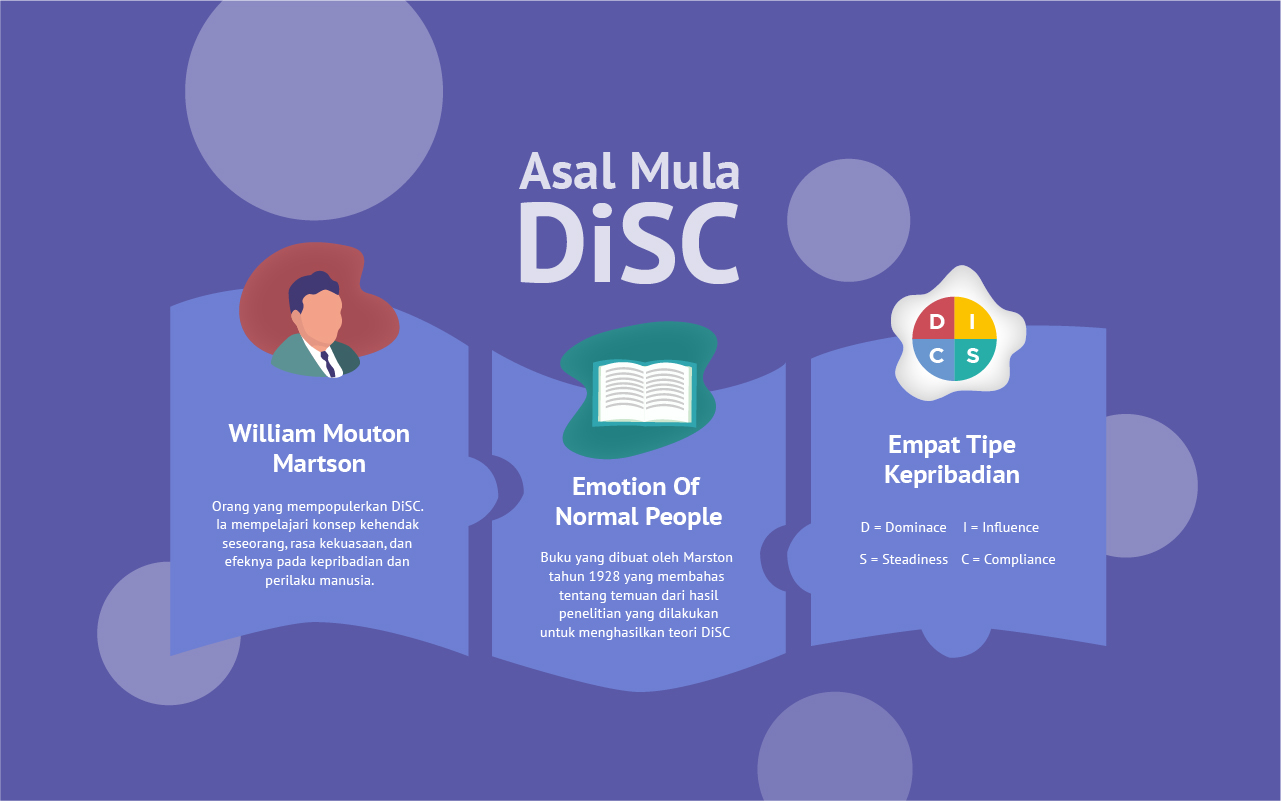 Asal Mula
DiSC
William Mouton
Martson
Orang yang mempopulerkan DiSC.
Ia mempelajari konsep kehendak
seseorang, rasa kekuasaan, dan
efeknya pada kepribadian dan
perilaku manusia.
Emotion Of
Normal People
Buku yang dibuat oleh Marston
tahun 1928 yang membahas
tentang temuan dari hasil
penelitian yang dilakukan
untuk menghasilkan teori DiSC
D I
C S
Empat Tipe
Kepribadian
D = Dominace I = Influence
S = Steadiness C = Compliance